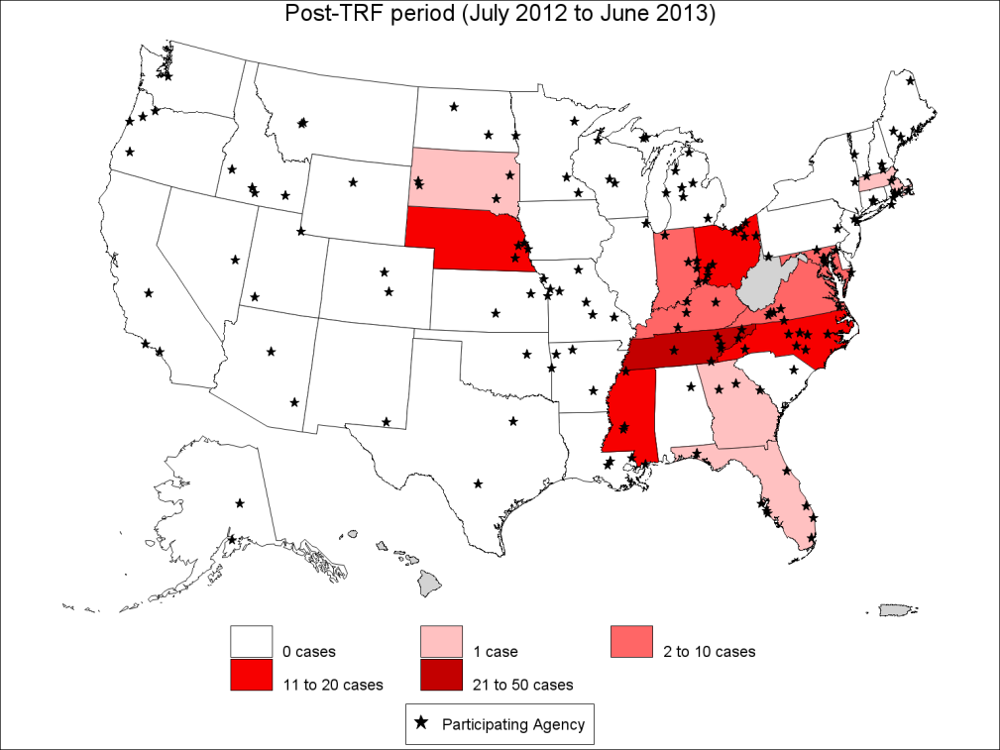 Post-TRF period (July 2012 to June 2013)
0 cases
1 case
2 to 10 cases
11 to 20 cases
21 to 50 cases
Participating Agency